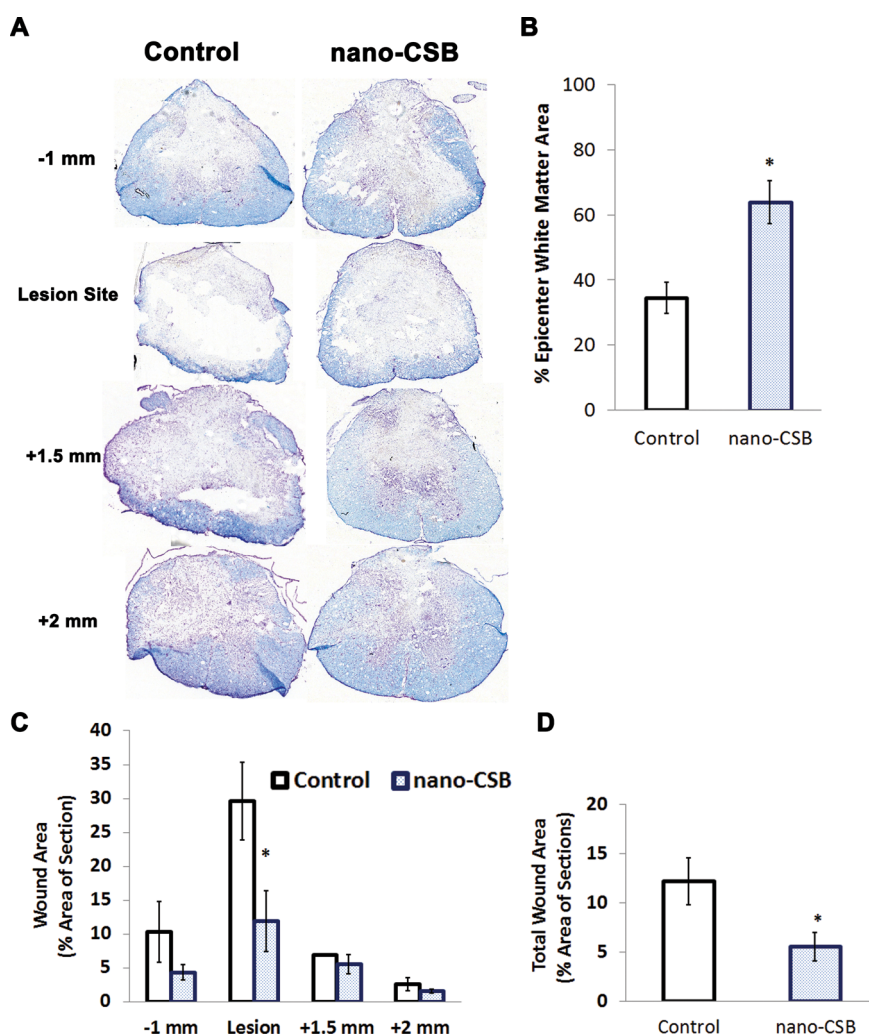 A
Control nano-CSB
-1 mm
Lesion Site
+1.5 mm
+2 mm
B
% Epicenter White Matter Area
100
80
60
40
20
0
*
Control nano-CSB
C
Wound Area
(% Area of Section)
40
35
30
25
20
15
10
5
0
Control nano-CSB
*
-1 mm Lesion +1.5 mm +2 mm
D
Total Wound Area
(% Area of Sections)
20
15
10
5
0
*
Control nano-CSB